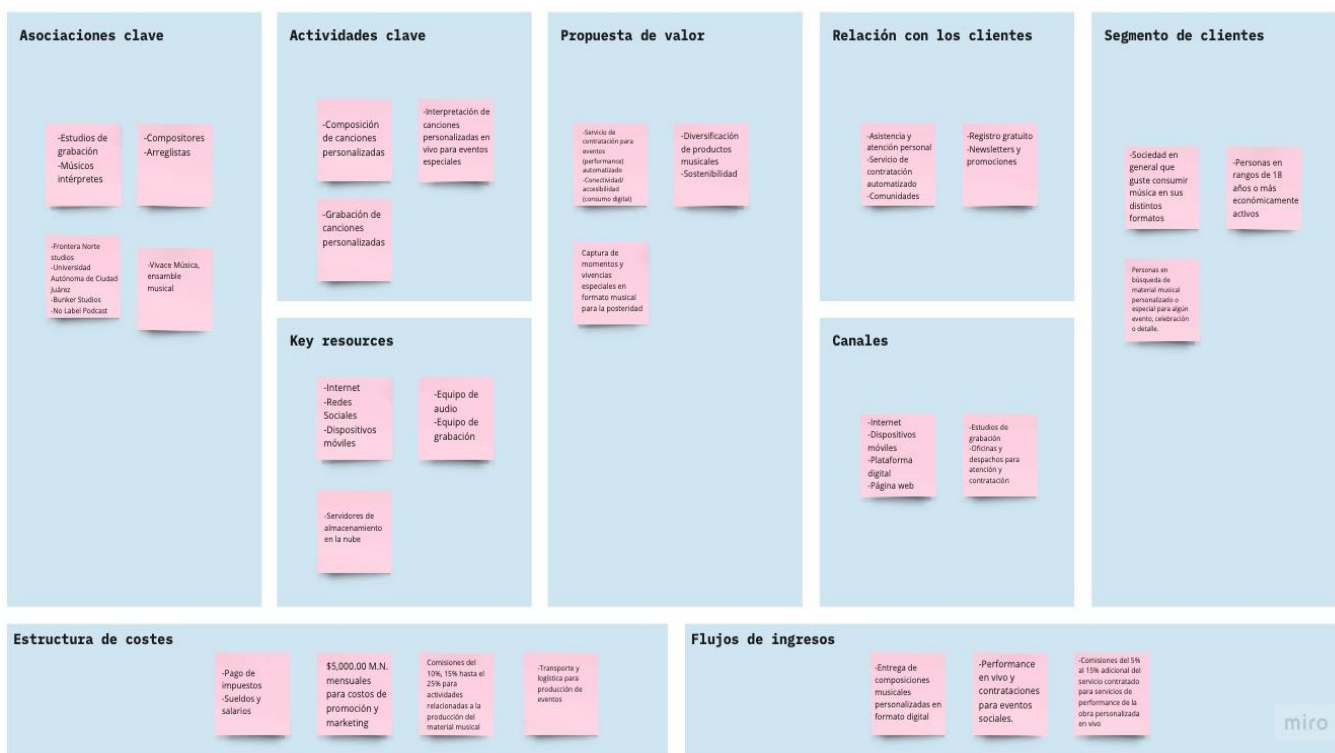 Asociaciones clave
-Estudios de
grabación
-Músicos
intérpretes
-Compositores
-Arreglistas
-Frontera Norte
studios
-Universidad
Autónoma de Ciudad
Juárez
-Bunker Studios
-No Label Podcast
-Vivace Música,
ensamble
musical
Actividades clave
-Composición
de canciones
personalizadas
-Interpretación de
canciones
personalizadas en
vivo para eventos
especiales
-Grabación de
canciones
personalizadas
Key resources
-Internet
-Redes
Sociales
-Dispositivos
móviles
-Equipo de
audio
-Equipo de
grabación
-Servidores de
almacenamiento
en la nube
Propuesta de valor
-Servicio de
contratación para
eventos
(performance)
automatizado
-Conectividad/
accesibilidad
(consumo digital)
-Diversificación
de productos
musicales
-Sostenibilidad
Captura de
momentos y
vivencias
especiales en
formato musical
para la posteridad
Relación con los clientes
-Asistencia y
atención personal
-Servicio de
contratación
automatizado
-Comunidades
-Registro gratuito
-Newsletters y
promociones
Canales
-Internet
-Dispositivos
móviles
-Plataforma
digital
-Página web
-Estudios de
grabación
-Oficinas y
despachos para
atención y
contratación
Segmento de clientes
-Sociedad en
general que
guste consumir
música en sus
distintos
formatos
-Personas en
rangos de 18
años o más
económicamente
activos
Personas en
búsqueda de
material musical
personalizado o
especial para algún
evento, celebración
o detalle.
Estructura de costes
-Pago de
impuestos
-Sueldos y
salarios
$5,000.00 M.N.
mensuales
para costos de
promoción y
marketing
Comisiones del
10%, 15% hasta el
25% para
actividades
relacionadas a la
producción del
material musical
-Transporte y
logística para
producción de
eventos
Flujos de ingresos
-Entrega de
composiciones
musicales
personalizadas en
formato digital
-Performance
en vivo y
contrataciones
para eventos
sociales.
-Comisiones del 5%
al 15% adicional del
servicio contratado
para servicios de
performance de la
obra personalizada
en vivo
miro